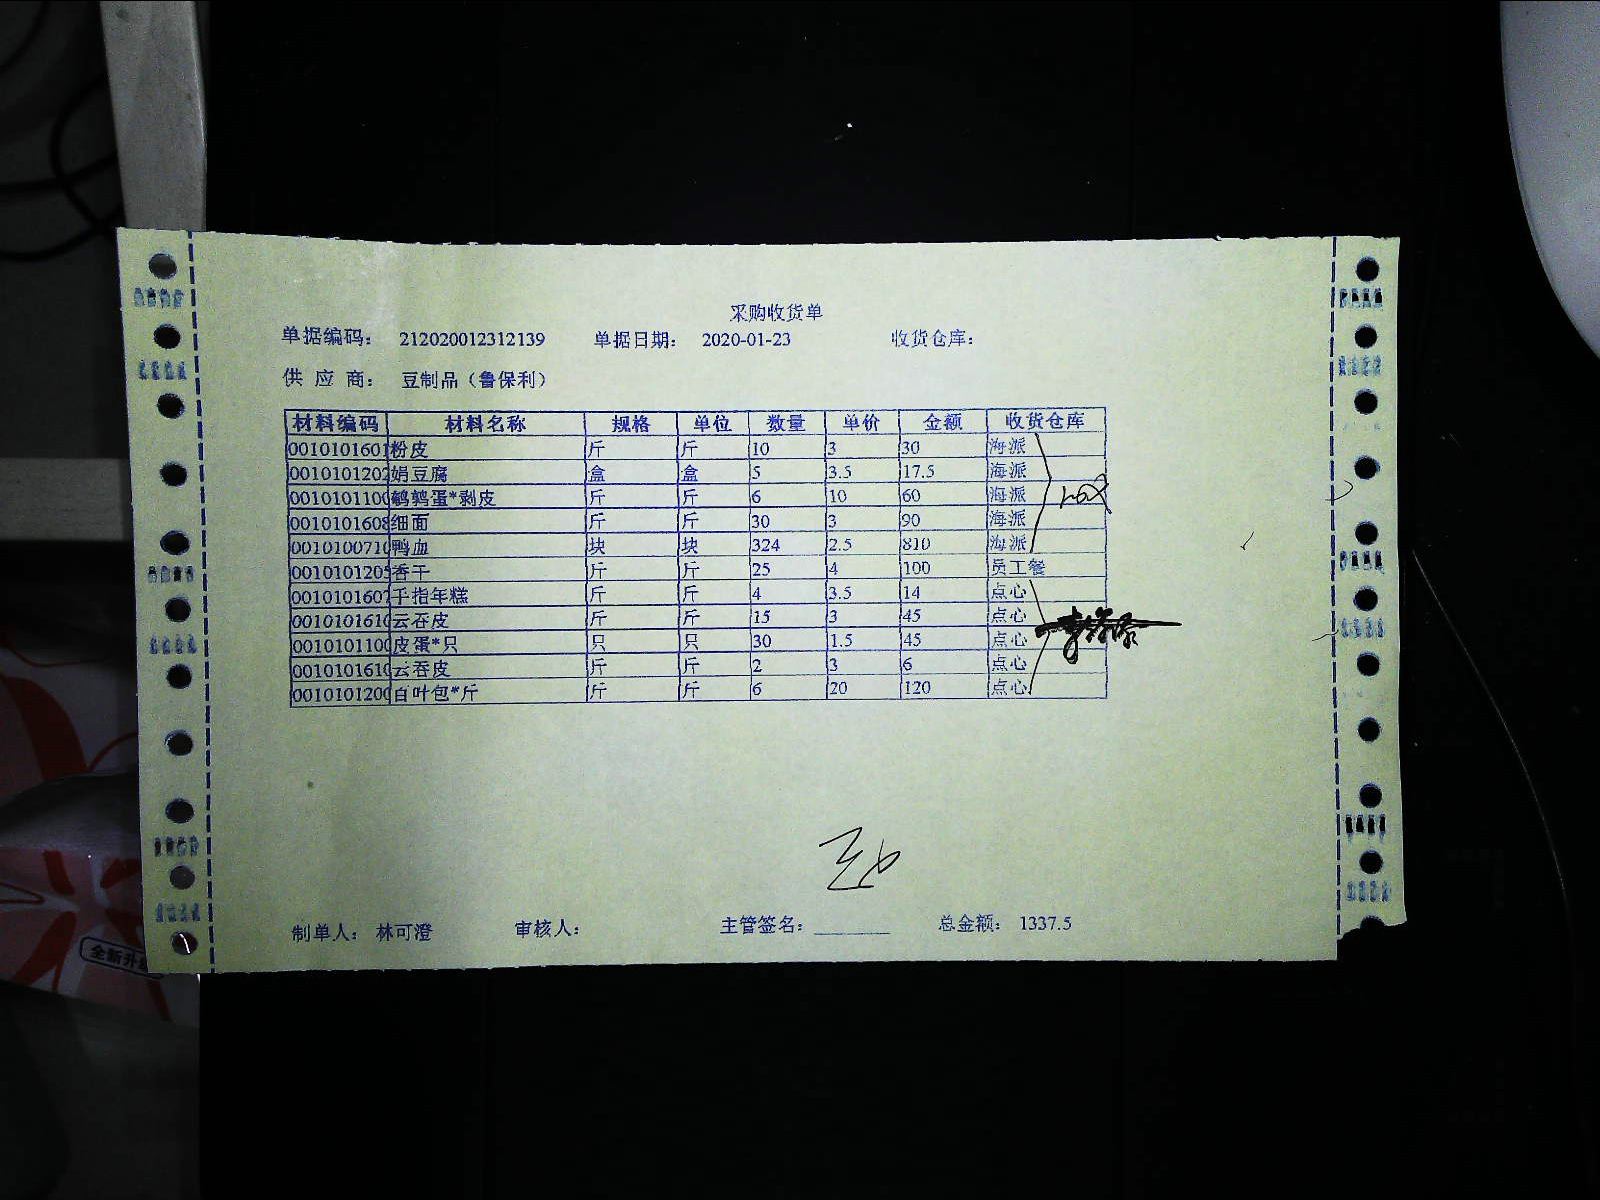 采购收货单
单据编码： 212020012312139 单据日期： 2020-01-23 收货仓库：
供 应 商： 豆制品（鲁保利）
材料编码 材料名称 规格 单位 数量 单价 金额 收货仓库
0010101601 粉皮 斤 斤 10 3 30 海派
0010101202 娟豆腐 盒 盒 5 3.5 17.5 海派
0010101100 鹌鹑蛋*剥皮 斤 斤 6 10 60 海派
0010101608 细面 斤 斤 30 3 90 海派
0010100710 鸭血 块 块 324 2.5 810 海派
0010101205 香干 斤 斤 25 4 100 员工餐
0010101607 手指年糕 斤 斤 4 3.5 14 点心
0010101610 云吞皮 斤 斤 15 3 45 点心
0010101100 皮蛋*只 只 只 30 1.5 45 点心
0010101610 云吞皮 斤 斤 2 3 6 点心
0010101200 百叶包*斤 斤 斤 6 20 120 点心
制单人： 林可澄 审核人： 主管签名： 总金额： 1337.5
全新升